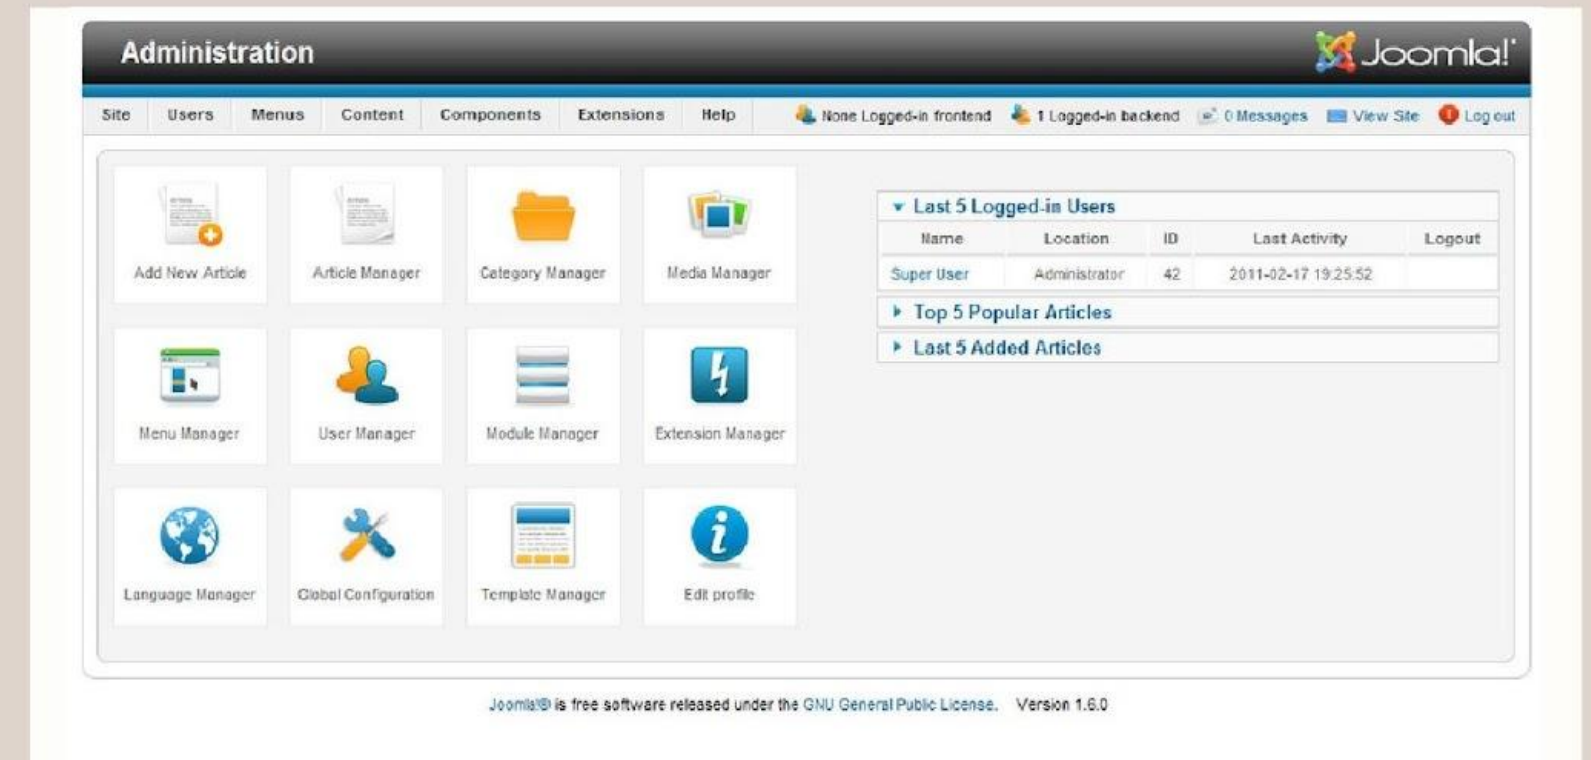 Administration
Joomla!
Site Users Menus Content Components Extensions Help None Logged-in frontend 1 Logged-in backend 0 Messages View Site Log out
Add New Article Article Manager Category Manager Media Manager
Menu Manager User Manager Module Manager Extension Manager
Language Manager Global Configuration Template Manager Edit profile
Last 5 Logged-in Users
Name Location ID Last Activity Logout
Super User Administrator 42 2011-02-17 19:25:52
Top 5 Popular Articles
Last 5 Added Articles
Joomla!® is free software released under the GNU General Public License. Version 1.6.0